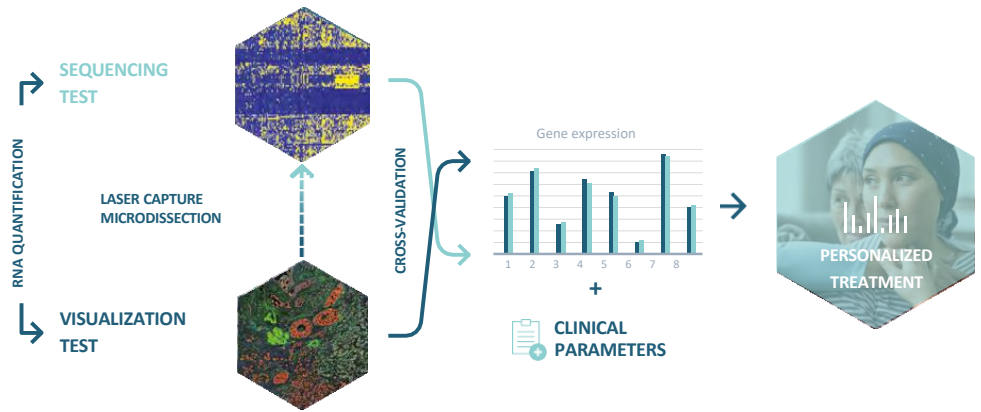 RNA QUANTIFICATION
SEQUENCING
TEST
LASER CAPTURE
MICRODISSECTION
VISUALIZATION
TEST
CROSS-VALIDATION
Gene expression
1 2 3 4 5 6 7 8
+
CLINICAL
PARAMETERS
PERSONALIZED
TREATMENT